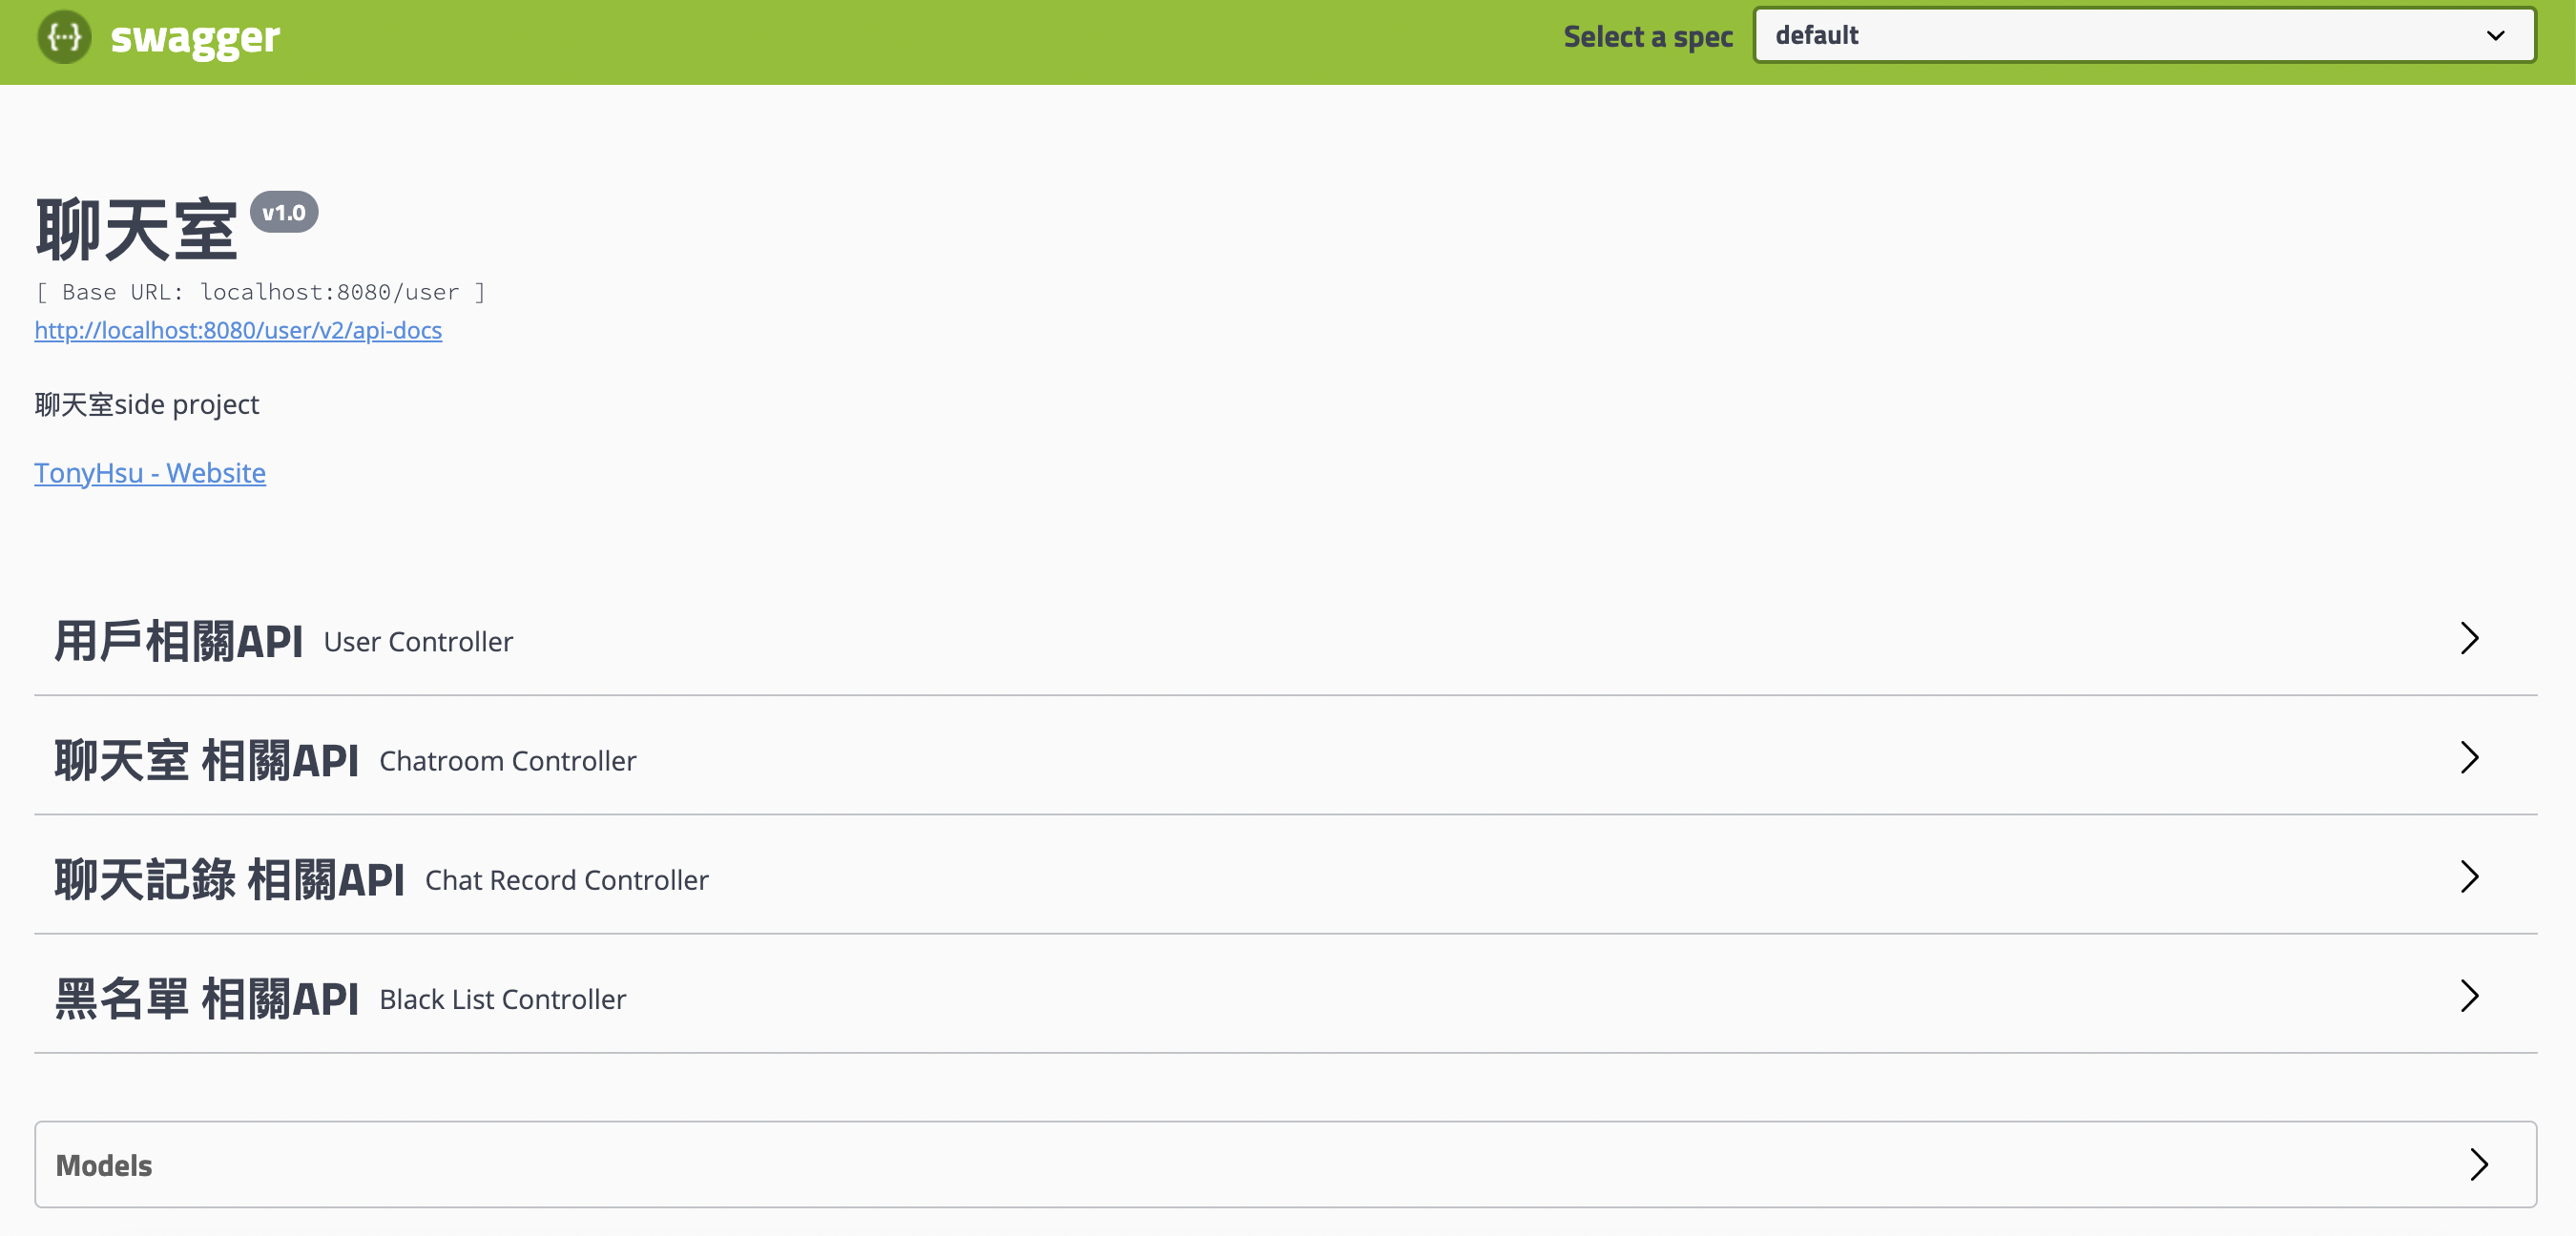 {...} swagger
Select a spec default
聊天室 v1.0
[ Base URL: localhost:8080/user ]
http://localhost:8080/user/v2/api-docs
聊天室side project
TonyHsu - Website
用戶相關API User Controller
聊天室 相關API Chatroom Controller
聊天記錄 相關API Chat Record Controller
黑名單 相關API Black List Controller
Models